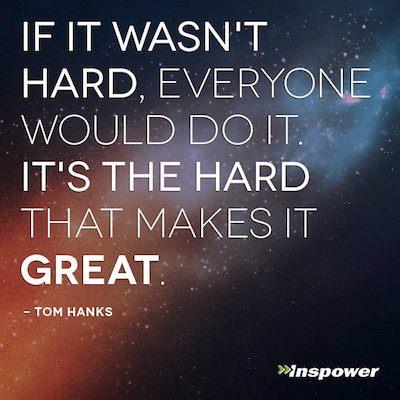 IF IT WASN'T
HARD, EVERYONE
WOULD DO IT.
IT'S THE HARD
THAT MAKES IT
GREAT.
– TOM HANKS
Inspower